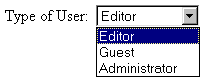 Type of User: Editor
Editor
Guest
Administrator